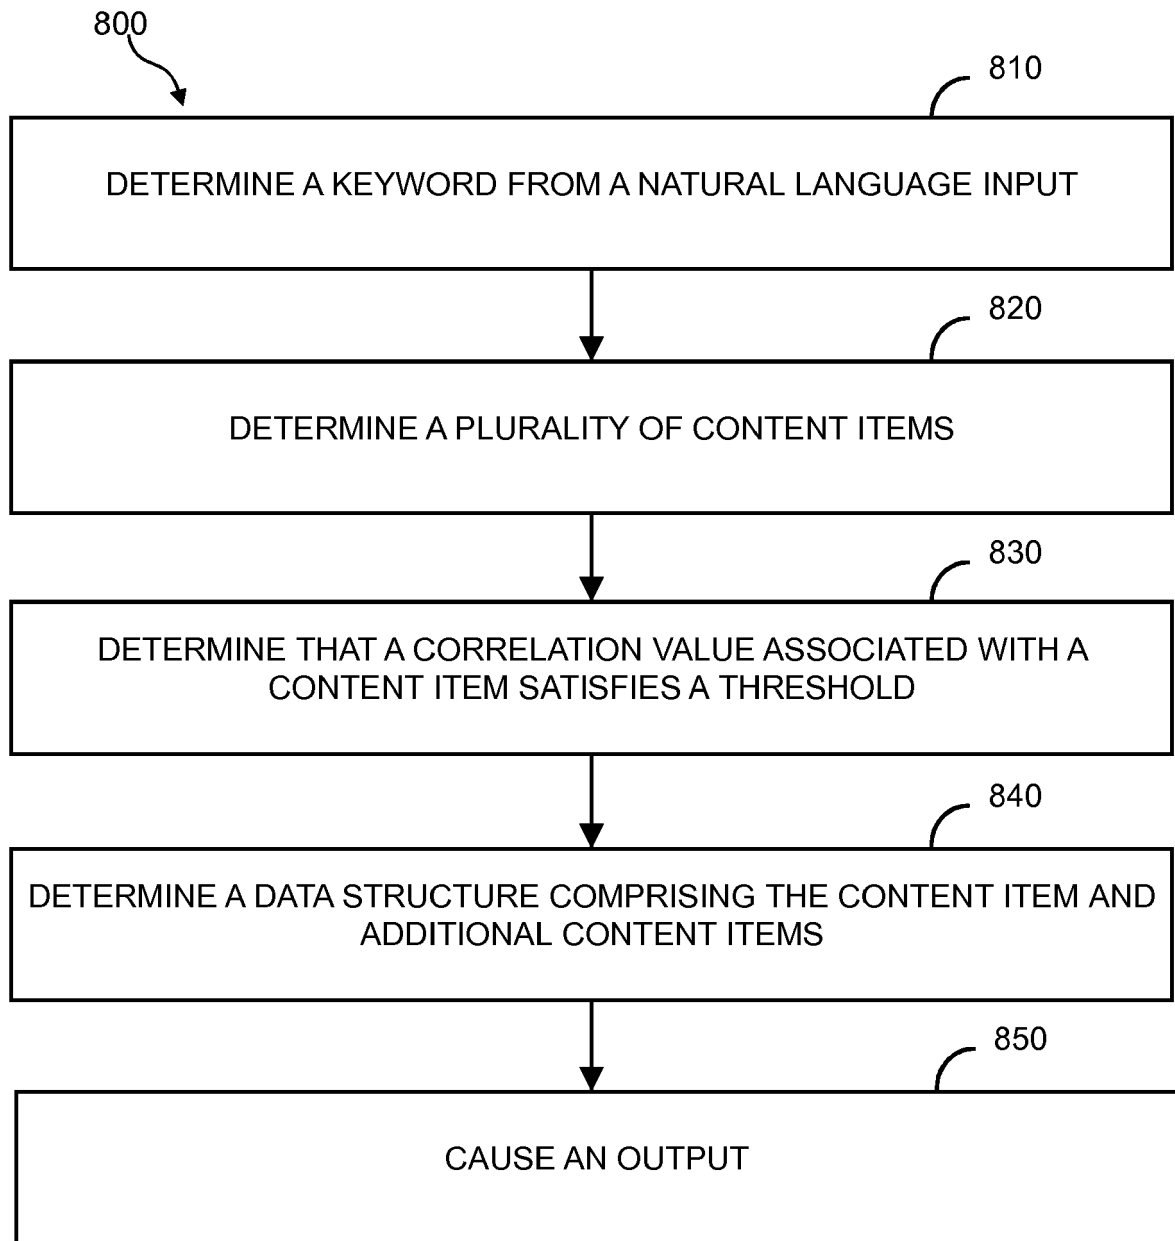 800
810
DETERMINE A KEYWORD FROM A NATURAL LANGUAGE INPUT
820
DETERMINE A PLURALITY OF CONTENT ITEMS
830
DETERMINE THAT A CORRELATION VALUE ASSOCIATED WITH A
CONTENT ITEM SATISFIES A THRESHOLD
840
DETERMINE A DATA STRUCTURE COMPRISING THE CONTENT ITEM AND
ADDITIONAL CONTENT ITEMS
850
CAUSE AN OUTPUT